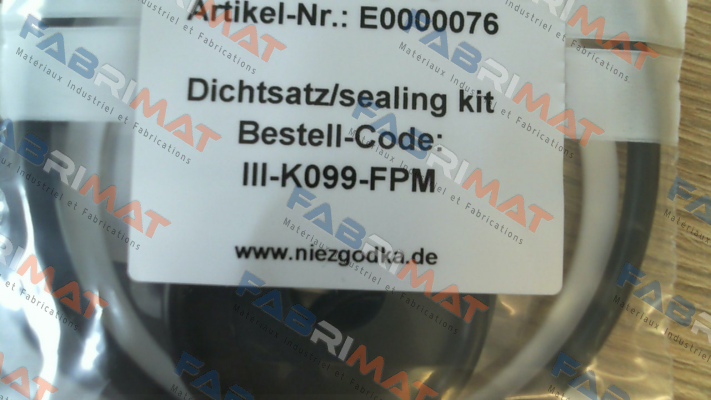 Artikel-Nr.: E0000076
Dichtsatz/sealing kit
Bestell-Code:
III-K099-FPM
www.niezgodka.de
FABRIMAT
Materiaux Industriel et Fabrications